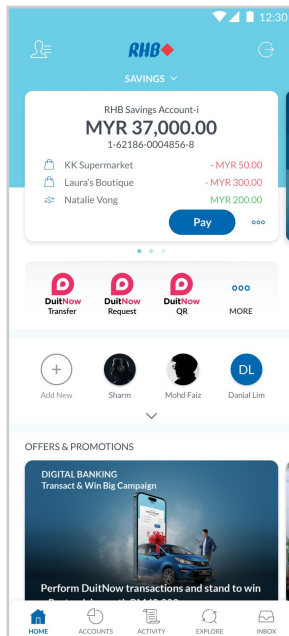 12:30
RHB
SAVINGS
RHB Savings Account-i
MYR 37,000.00
1-62186-0004856-8
KK Supermarket - MYR 50.00
Laura's Boutique - MYR 300.00
Natalie Vong MYR 200.00
Pay
DuitNow DuitNow DuitNow
Transfer Request QR MORE
DL
Add New Sharm Mohd Faiz Danial Lim
OFFERS & PROMOTIONS
DIGITAL BANKING
Transact & Win Big Campaign
Perform DuitNow transactions and stand to win
HOME ACCOUNTS ACTIVITY EXPLORE INBOX